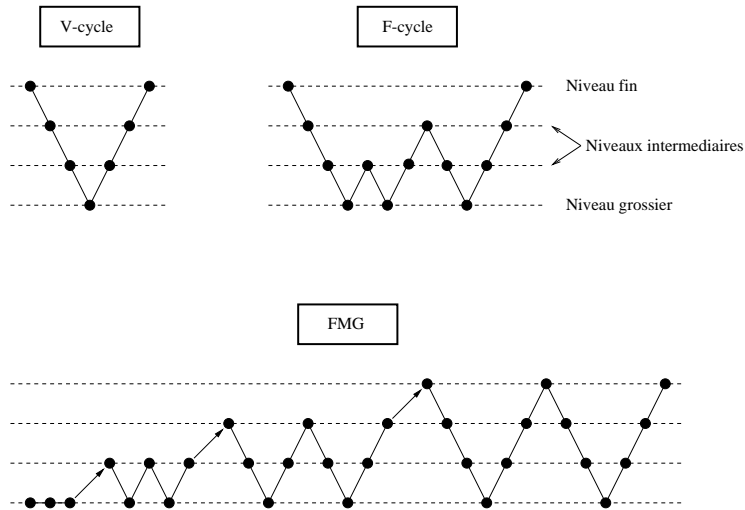 V-cycle
F-cycle
Niveau fin
Niveaux intermediaires
Niveau grossier
FMG